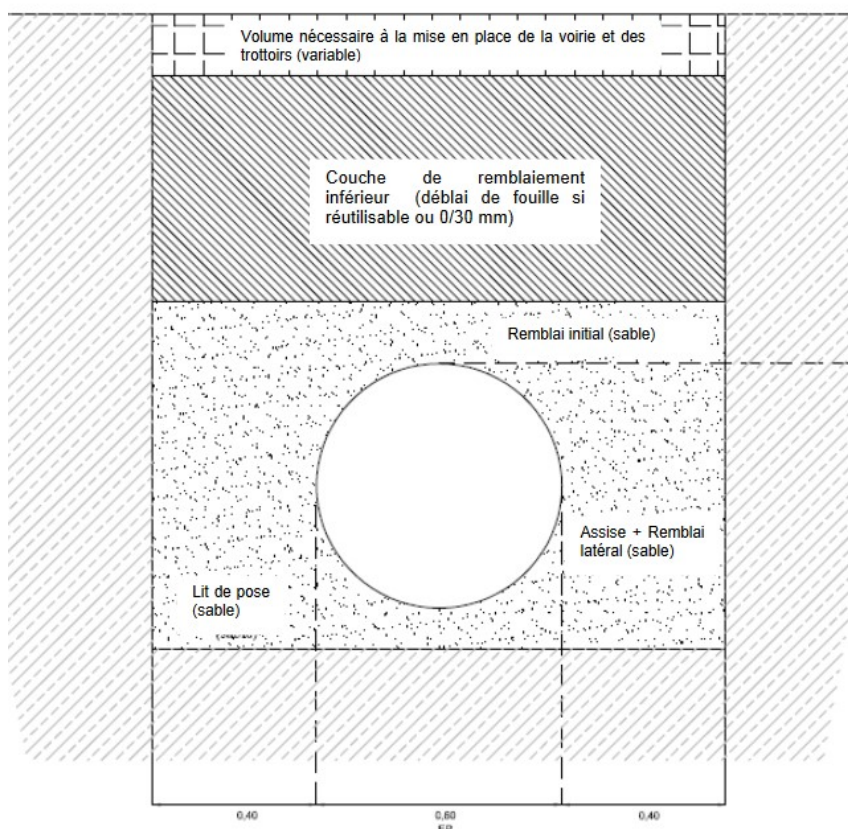 Volume nécessaire à la mise en place de la voirie et des
trottoirs (variable)
Couche de remblaiement
inférieur (déblai de fouille si
réutilisable ou 0/30 mm)
Remblai initial (sable)
Assise + Remblai
latéral (sable)
Lit de pose
(sable)
0,40
0,60
0,40